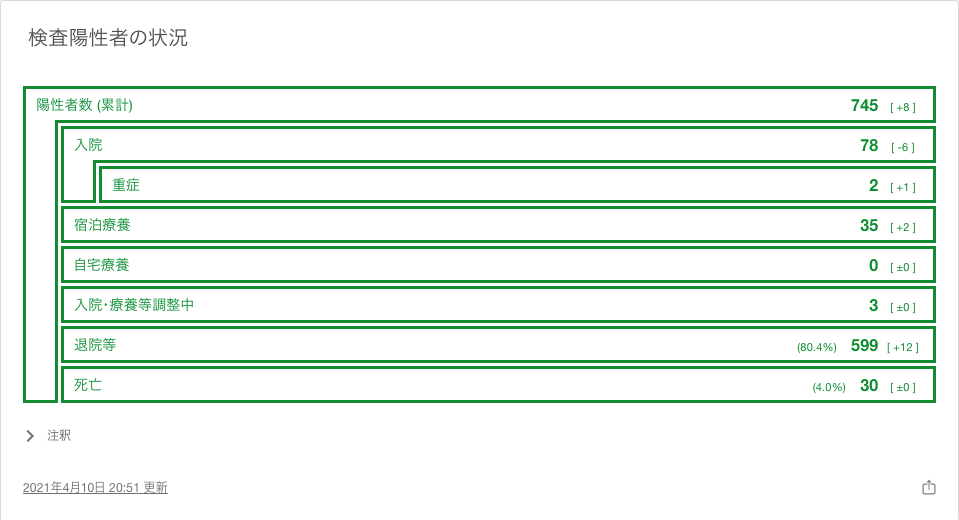 検査陽性者の状況
陽性者数 (累計) 745 [ +8 ]
入院 78 [ -6 ]
重症 2 [ +1 ]
宿泊療養 35 [ +2 ]
自宅療養 0 [ ±0 ]
入院･療養等調整中 3 [ ±0 ]
退院等 (80.4%) 599 [ +12 ]
死亡 (4.0%) 30 [ ±0 ]
注釈
2021年4月10日 20:51 更新